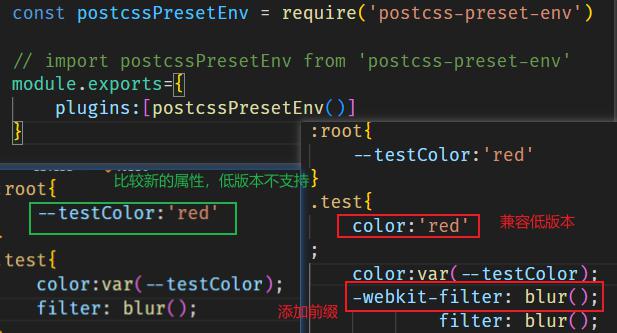 const postcssPresetEnv = require('postcss-preset-env')
// import postcssPresetEnv from 'postcss-preset-env'
module.exports={
plugins:[postcssPresetEnv()]
}
比较新的属性，低版本不支持
:root{
--testColor:'red'
.test{
color:var(--testColor);
filter: blur();
:root{
--testColor:'red'
}
.test{
color:'red'
兼容低版本
;
color:var(--testColor);
添加前缀
-webkit-filter: blur();
filter: blur();